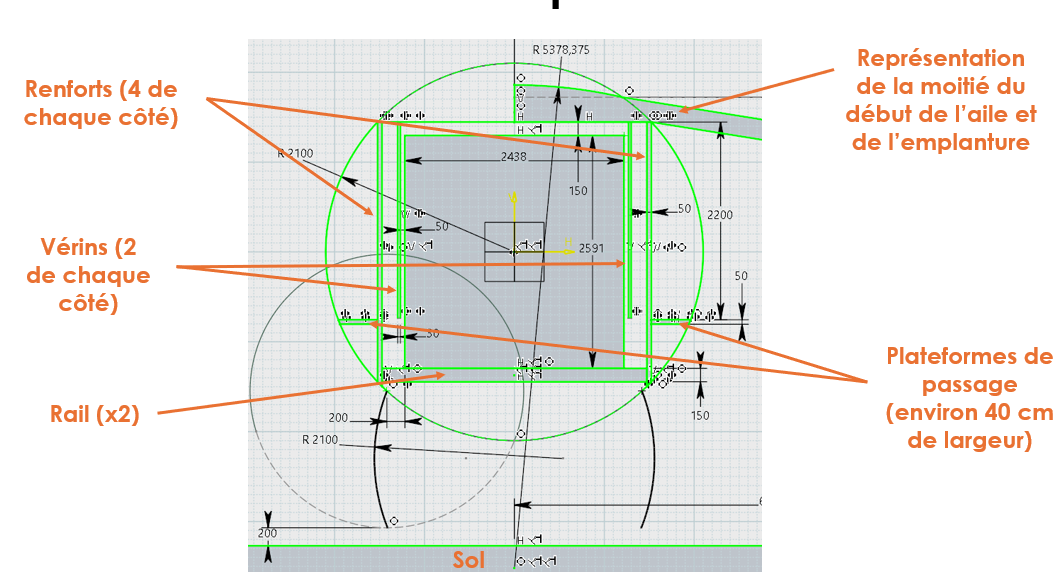 R 5378,375
Représentation
de la moitié du
début de l'aile et
de l'emplanture
Renforts (4 de
chaque côté)
R 2100
2438
150
50
2200
50
2591
Vérins (2
de chaque
côté)
50
30
Plateformes de
passage
(environ 40 cm
de largeur)
Rail (x2)
200
150
R 2100
200
Sol